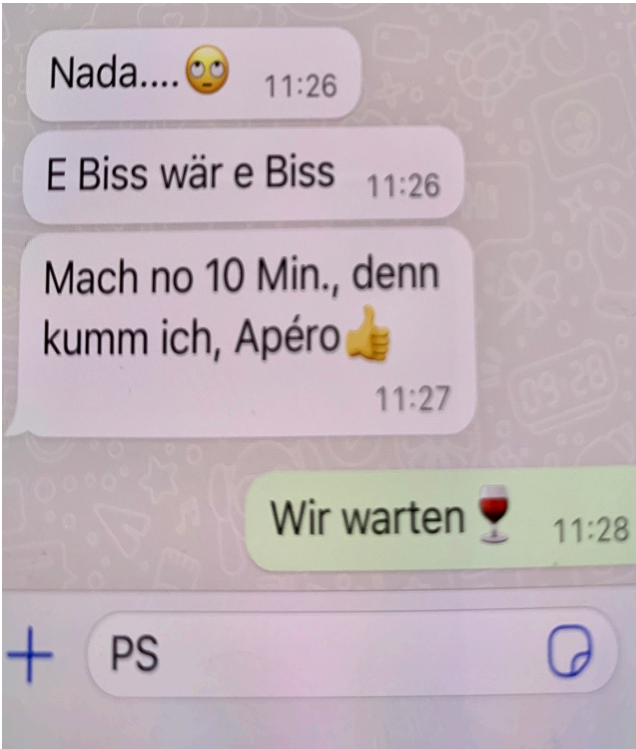 Nada....🙄 11:26
E Biss wär e Biss 11:26
Mach no 10 Min., denn
kumm ich, Apéro👍
11:27
Wir warten🍷 11:28
PS